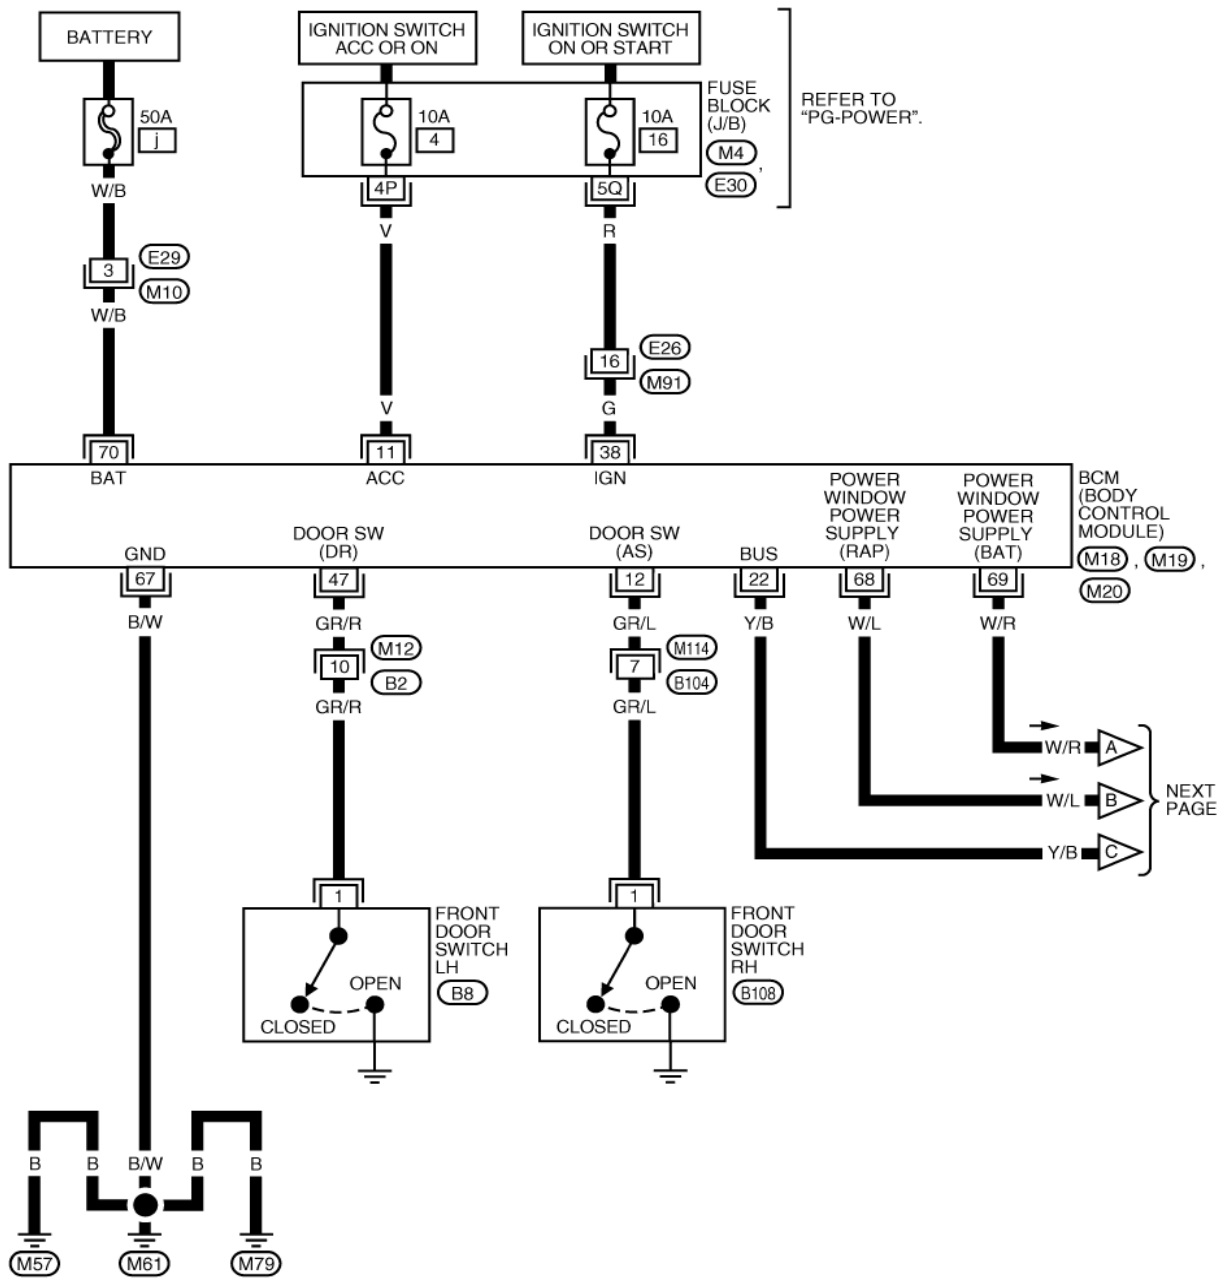 BATTERY
IGNITION SWITCH
ACC OR ON
IGNITION SWITCH
ON OR START
50A
j
10A
4
10A
16
FUSE
BLOCK
(J/B)
M4
,
E30
REFER TO
“PG-POWER”.
W/B
4P
5Q
V
R
3
E29
M10
W/B
16
E26
M91
V
G
70
11
38
BAT
ACC
IGN
POWER
WINDOW
POWER
SUPPLY
(RAP)
POWER
WINDOW
POWER
SUPPLY
(BAT)
BCM
(BODY
CONTROL
MODULE)
M18 , M19 ,
M20
GND
DOOR SW
(DR)
DOOR SW
(AS)
BUS
67
47
12
22
68
69
B/W
GR/R
GR/L
Y/B
W/L
W/R
10
M12
B2
7
M114
B104
GR/R
GR/L
W/R
A
W/L
B
Y/B
C
NEXT
PAGE
1
FRONT
DOOR
SWITCH
LH
B8
OPEN
CLOSED
1
FRONT
DOOR
SWITCH
RH
B108
OPEN
CLOSED
B
B
B/W
B
B
M57
M61
M79